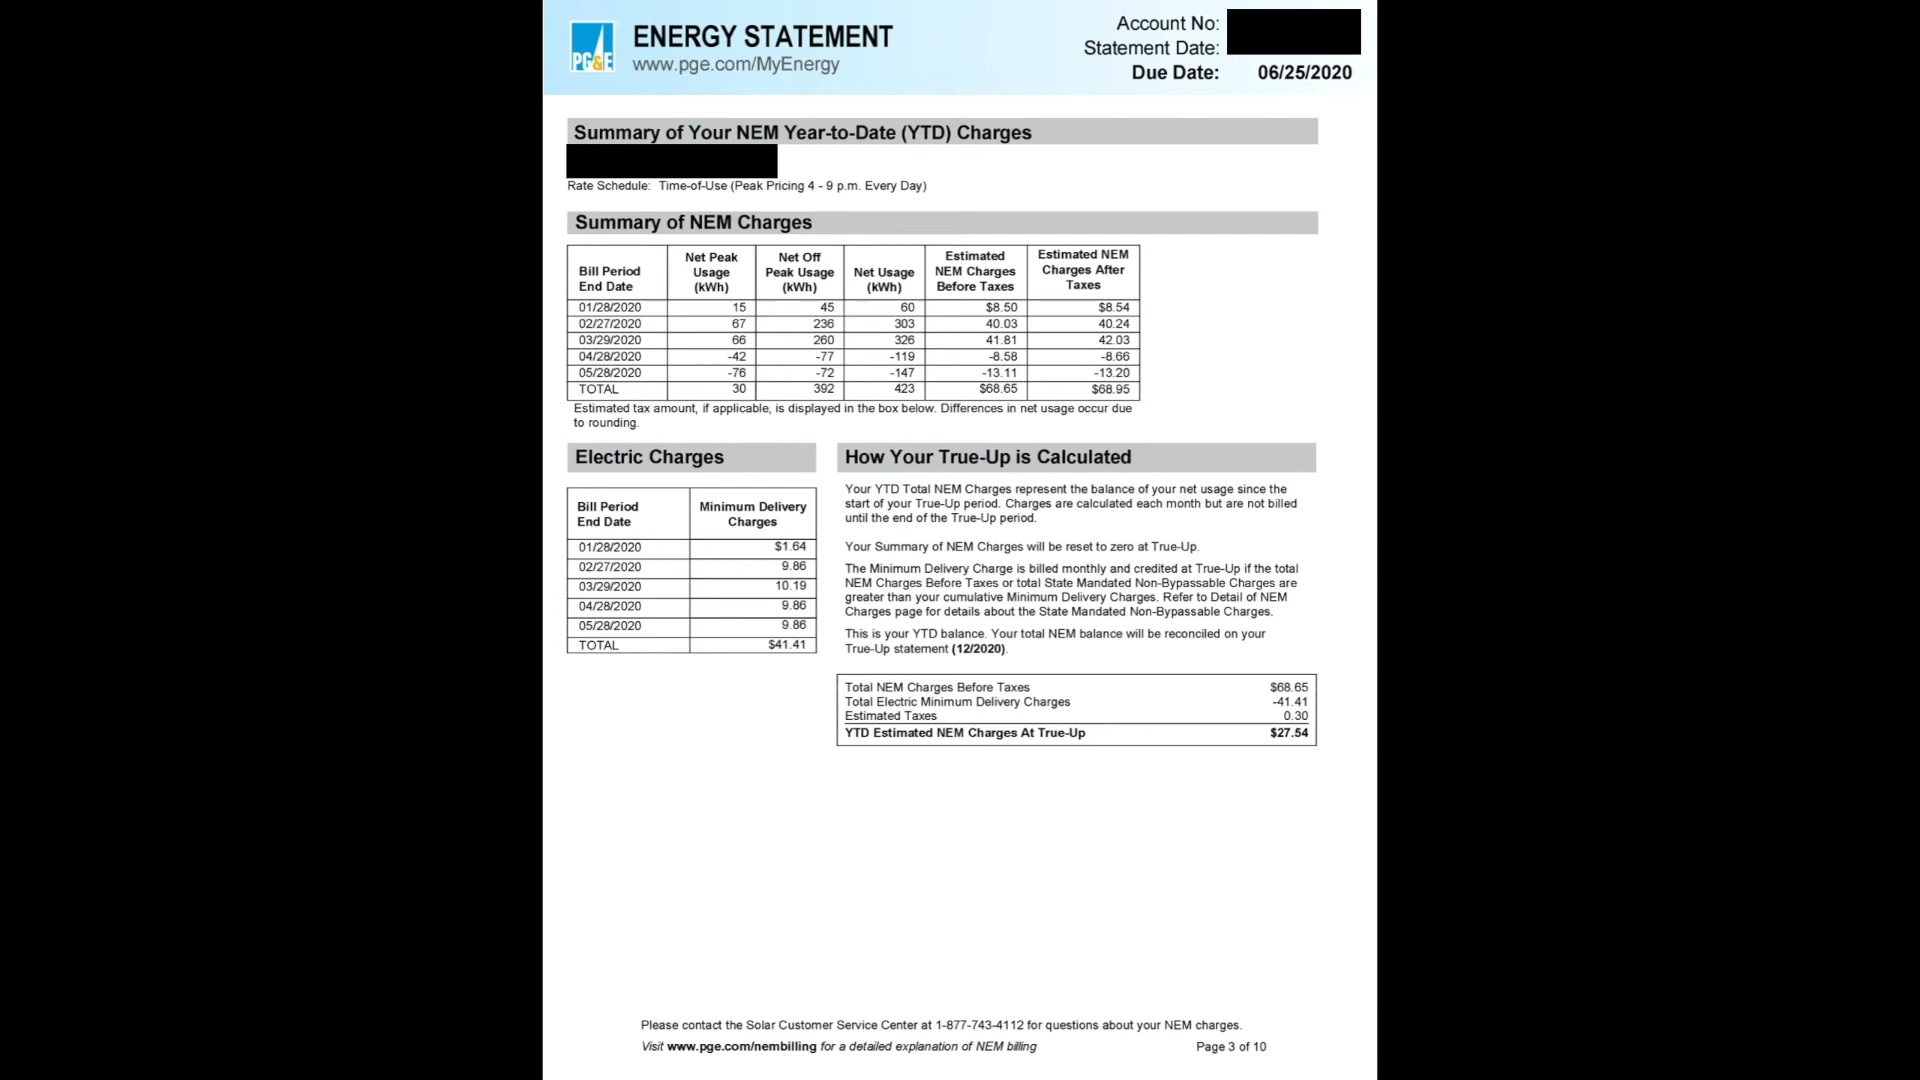 PG&E
ENERGY STATEMENT
www.pge.com/MyEnergy
Account No:
Statement Date:
Due Date: 06/25/2020
Summary of Your NEM Year-to-Date (YTD) Charges
Rate Schedule: Time-of-Use (Peak Pricing 4 - 9 p.m. Every Day)
Summary of NEM Charges
Bill Period End Date | Net Peak Usage (kWh) | Net Off Peak Usage (kWh) | Net Usage (kWh) | Estimated NEM Charges Before Taxes | Estimated NEM Charges After Taxes
01/28/2020 15 45 60 $8.50 $8.54
02/27/2020 67 236 303 40.03 40.24
03/29/2020 66 260 326 41.81 42.03
04/28/2020 -42 -77 -119 -8.58 -8.66
05/28/2020 -76 -72 -147 -13.11 -13.20
TOTAL 30 392 423 $68.65 $68.95
Estimated tax amount, if applicable, is displayed in the box below. Differences in net usage occur due
to rounding.
Electric Charges
Bill Period End Date | Minimum Delivery Charges
01/28/2020 $1.64
02/27/2020 9.86
03/29/2020 10.19
04/28/2020 9.86
05/28/2020 9.86
TOTAL $41.41
How Your True-Up is Calculated
Your YTD Total NEM Charges represent the balance of your net usage since the
start of your True-Up period. Charges are calculated each month but are not billed
until the end of the True-Up period.
Your Summary of NEM Charges will be reset to zero at True-Up.
The Minimum Delivery Charge is billed monthly and credited at True-Up if the total
NEM Charges Before Taxes or total State Mandated Non-Bypassable Charges are
greater than your cumulative Minimum Delivery Charges. Refer to Detail of NEM
Charges page for details about the State Mandated Non-Bypassable Charges.
This is your YTD balance. Your total NEM balance will be reconciled on your
True-Up statement (12/2020).
Total NEM Charges Before Taxes $68.65
Total Electric Minimum Delivery Charges -41.41
Estimated Taxes 0.30
YTD Estimated NEM Charges At True-Up $27.54
Please contact the Solar Customer Service Center at 1-877-743-4112 for questions about your NEM charges.
Visit www.pge.com/nembilling for a detailed explanation of NEM billing
Page 3 of 10